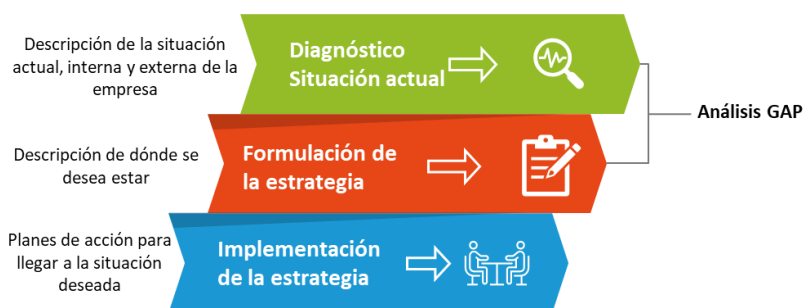 Descripción de la situación
actual, interna y externa de la
empresa
Diagnóstico
Situación actual
Análisis GAP
Descripción de dónde se
desea estar
Formulación de
la estrategia
Planes de acción para
llegar a la situación
deseada
Implementación
de la estrategia